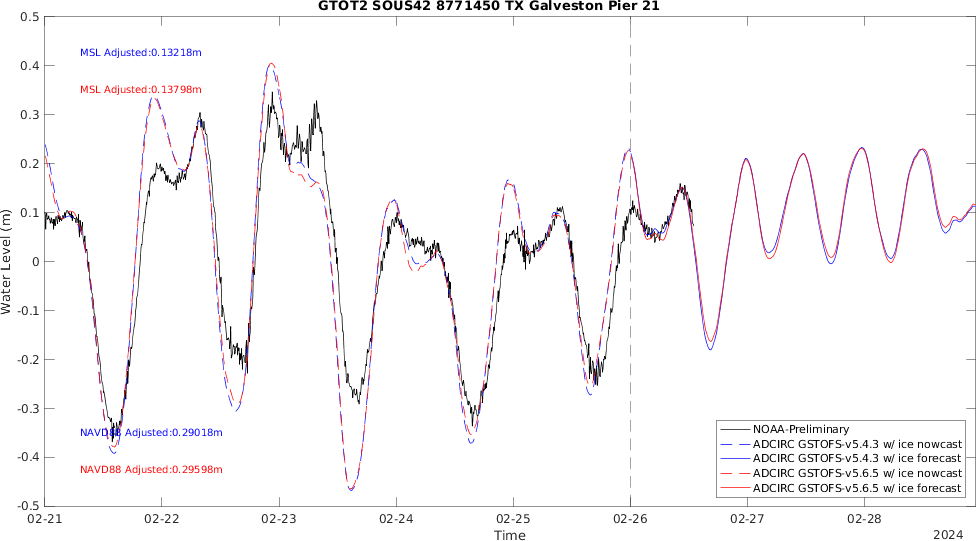 GTOT2 SOUS42 8771450 TX Galveston Pier 21
0.5
0.4
0.3
0.2
0.1
0
-0.1
-0.2
-0.3
-0.4
-0.5
Water Level (m)
MSL Adjusted:0.13218m
MSL Adjusted:0.13798m
NAVD88 Adjusted:0.29018m
NAVD88 Adjusted:0.29598m
NOAA-Preliminary
ADCIRC GSTOFS-v5.4.3 w/ ice nowcast
ADCIRC GSTOFS-v5.4.3 w/ ice forecast
ADCIRC GSTOFS-v5.6.5 w/ ice nowcast
ADCIRC GSTOFS-v5.6.5 w/ ice forecast
02-21 02-22 02-23 02-24 02-25 02-26 02-27 02-28
Time
2024